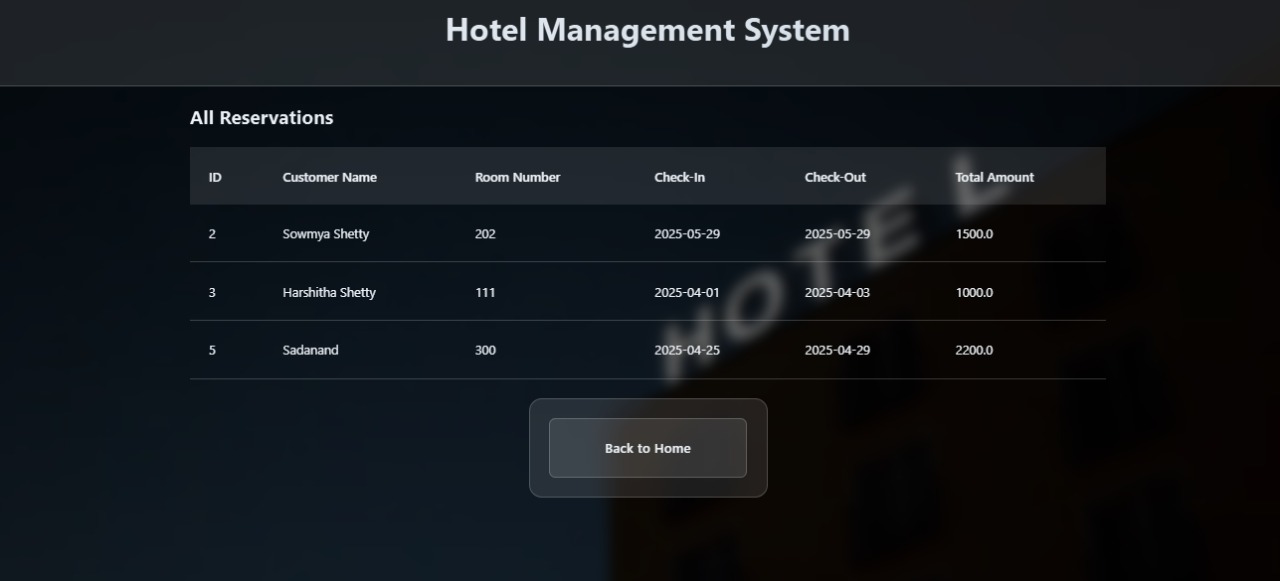 Hotel Management System
All Reservations
ID Customer Name Room Number Check-In Check-Out Total Amount
2 Sowmya Shetty 202 2025-05-29 2025-05-29 1500.0
3 Harshitha Shetty 111 2025-04-01 2025-04-03 1000.0
5 Sadanand 300 2025-04-25 2025-04-29 2200.0
HOTEL
Back to Home